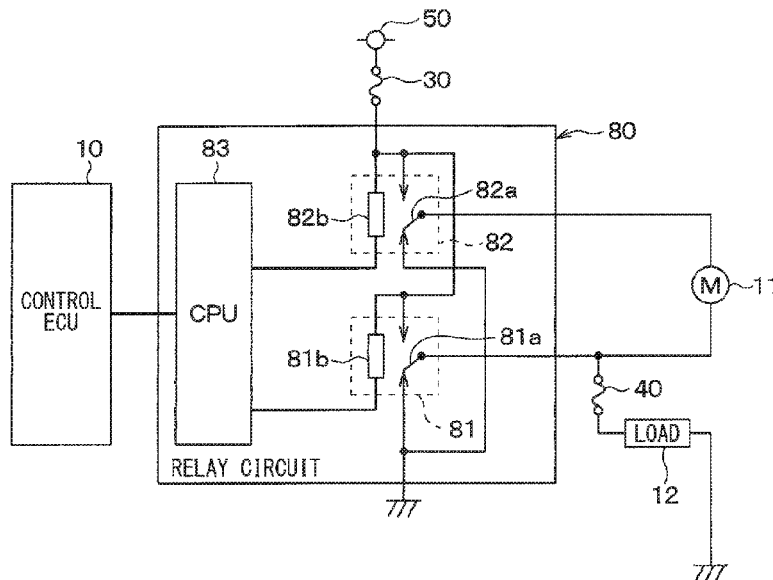 50
30
80
10
83
82a
82b
82
CONTROL
ECU
CPU
M
11
81a
81b
40
81
LOAD
RELAY CIRCUIT
12